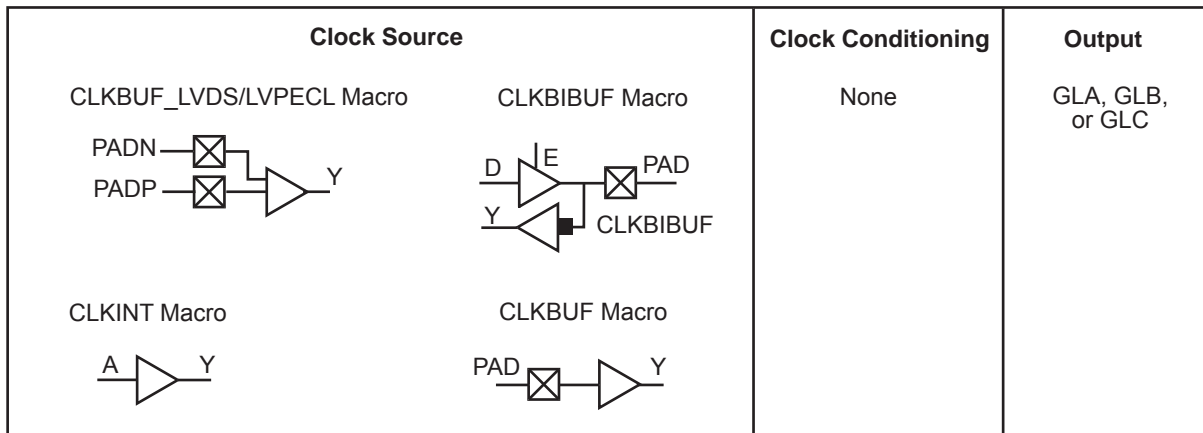 Clock Source
Clock Conditioning
Output
CLKBUF_LVDS/LVPECL Macro
PADN
PADP
Y
CLKBIBUF Macro
D
E
PAD
Y
CLKBIBUF
None
GLA, GLB,
or GLC
CLKINT Macro
A
Y
CLKBUF Macro
PAD
Y